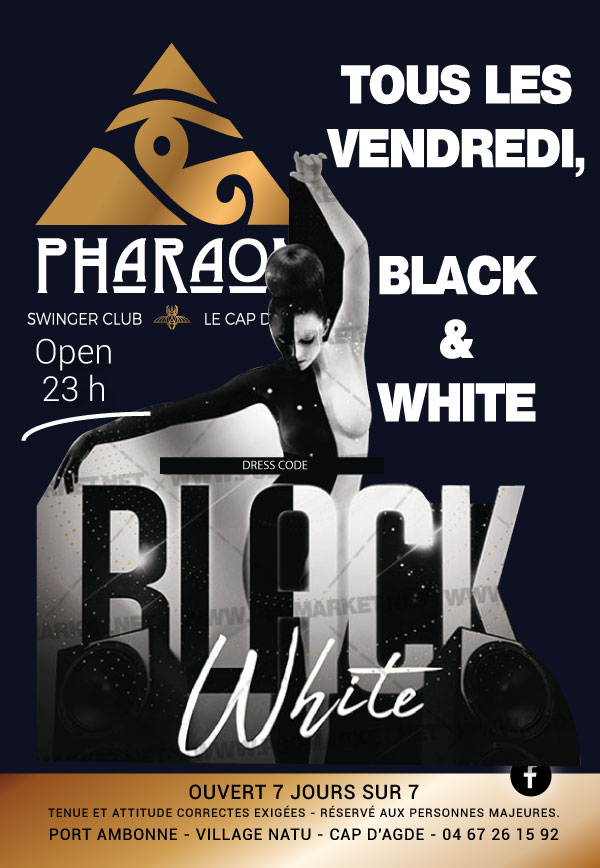 TOUS LES
VENDREDI,
BLACK
&
WHITE
SWINGER CLUB LE CAP
Open
23 h
DRESS CODE
BLACK
White
OUVERT 7 JOURS SUR 7
TENUE ET ATTITUDE CORRECTES EXIGÉES - RÉSERVÉ AUX PERSONNES MAJEURES.
PORT AMBONNE - VILLAGE NATU - CAP D'AGDE - 04 67 26 15 92